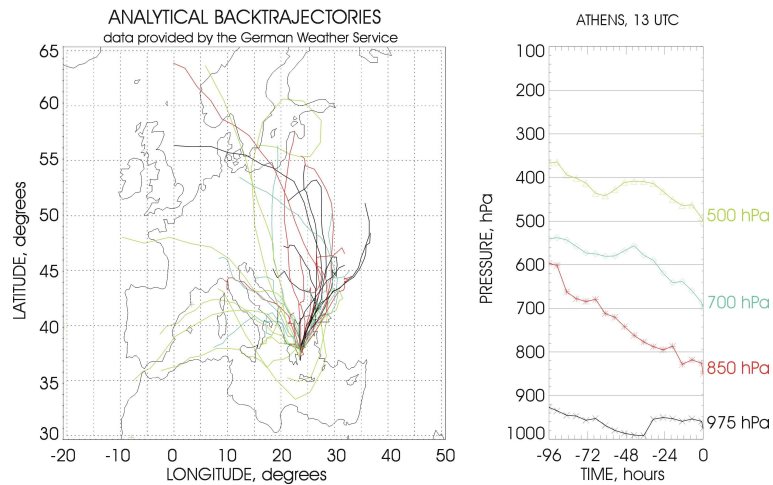 ANALYTICAL BACKTRAJECTORIES
data provided by the German Weather Service
65
60
55
50
45
40
35
30
LATITUDE, degrees
-20 -10 0 10 20 30 40 50
LONGITUDE, degrees
ATHENS, 13 UTC
100
200
300
400
500
600
700
800
900
1000
PRESSURE, hPa
500 hPa
700 hPa
850 hPa
975 hPa
-96 -72 -48 -24 0
TIME, hours